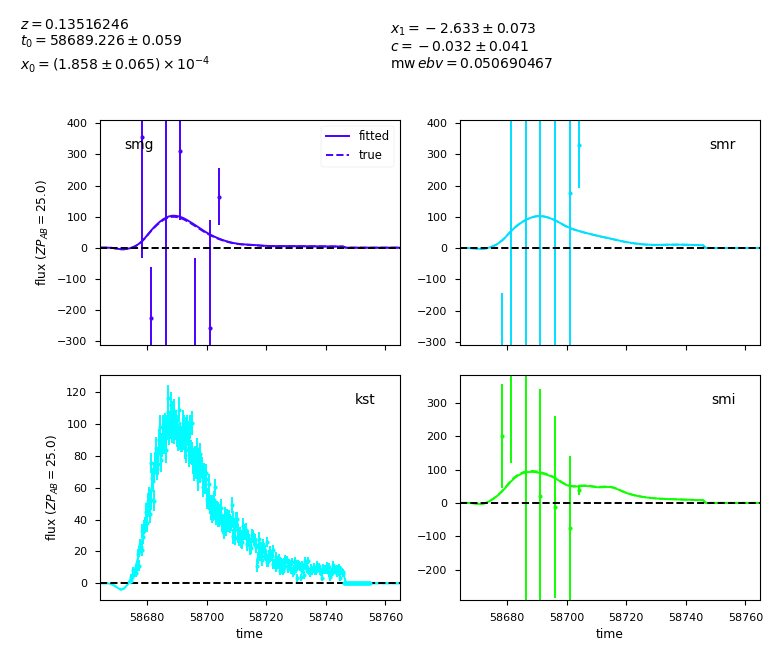 z = 0.13516246
t₀ = 58689.226 ± 0.059
x₀ = (1.858 ± 0.065) × 10⁻⁴
x₁ = −2.633 ± 0.073
c = −0.032 ± 0.041
mw ebv = 0.050690467
smg
fitted
true
400
300
200
100
0
−100
−200
−300
flux (ZP_AB = 25.0)
smr
400
300
200
100
0
−100
−200
−300
kst
120
100
80
60
40
20
0
flux (ZP_AB = 25.0)
58680 58700 58720 58740 58760
time
smi
300
200
100
0
−100
−200
58680 58700 58720 58740 58760
time